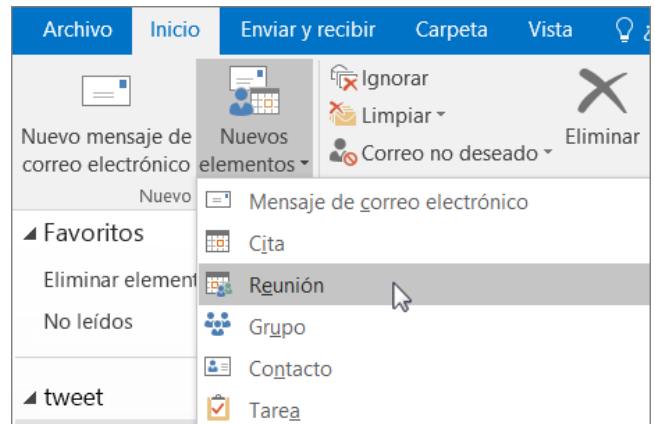 Archivo Inicio Enviar y recibir Carpeta Vista
Nuevo mensaje de
correo electrónico
Nuevos
elementos
Ignorar
Limpiar
Correo no deseado
Eliminar
Nuevo
Mensaje de correo electrónico
Cita
Reunión
Grupo
Contacto
Tarea
Favoritos
Eliminar element
No leídos
tweet